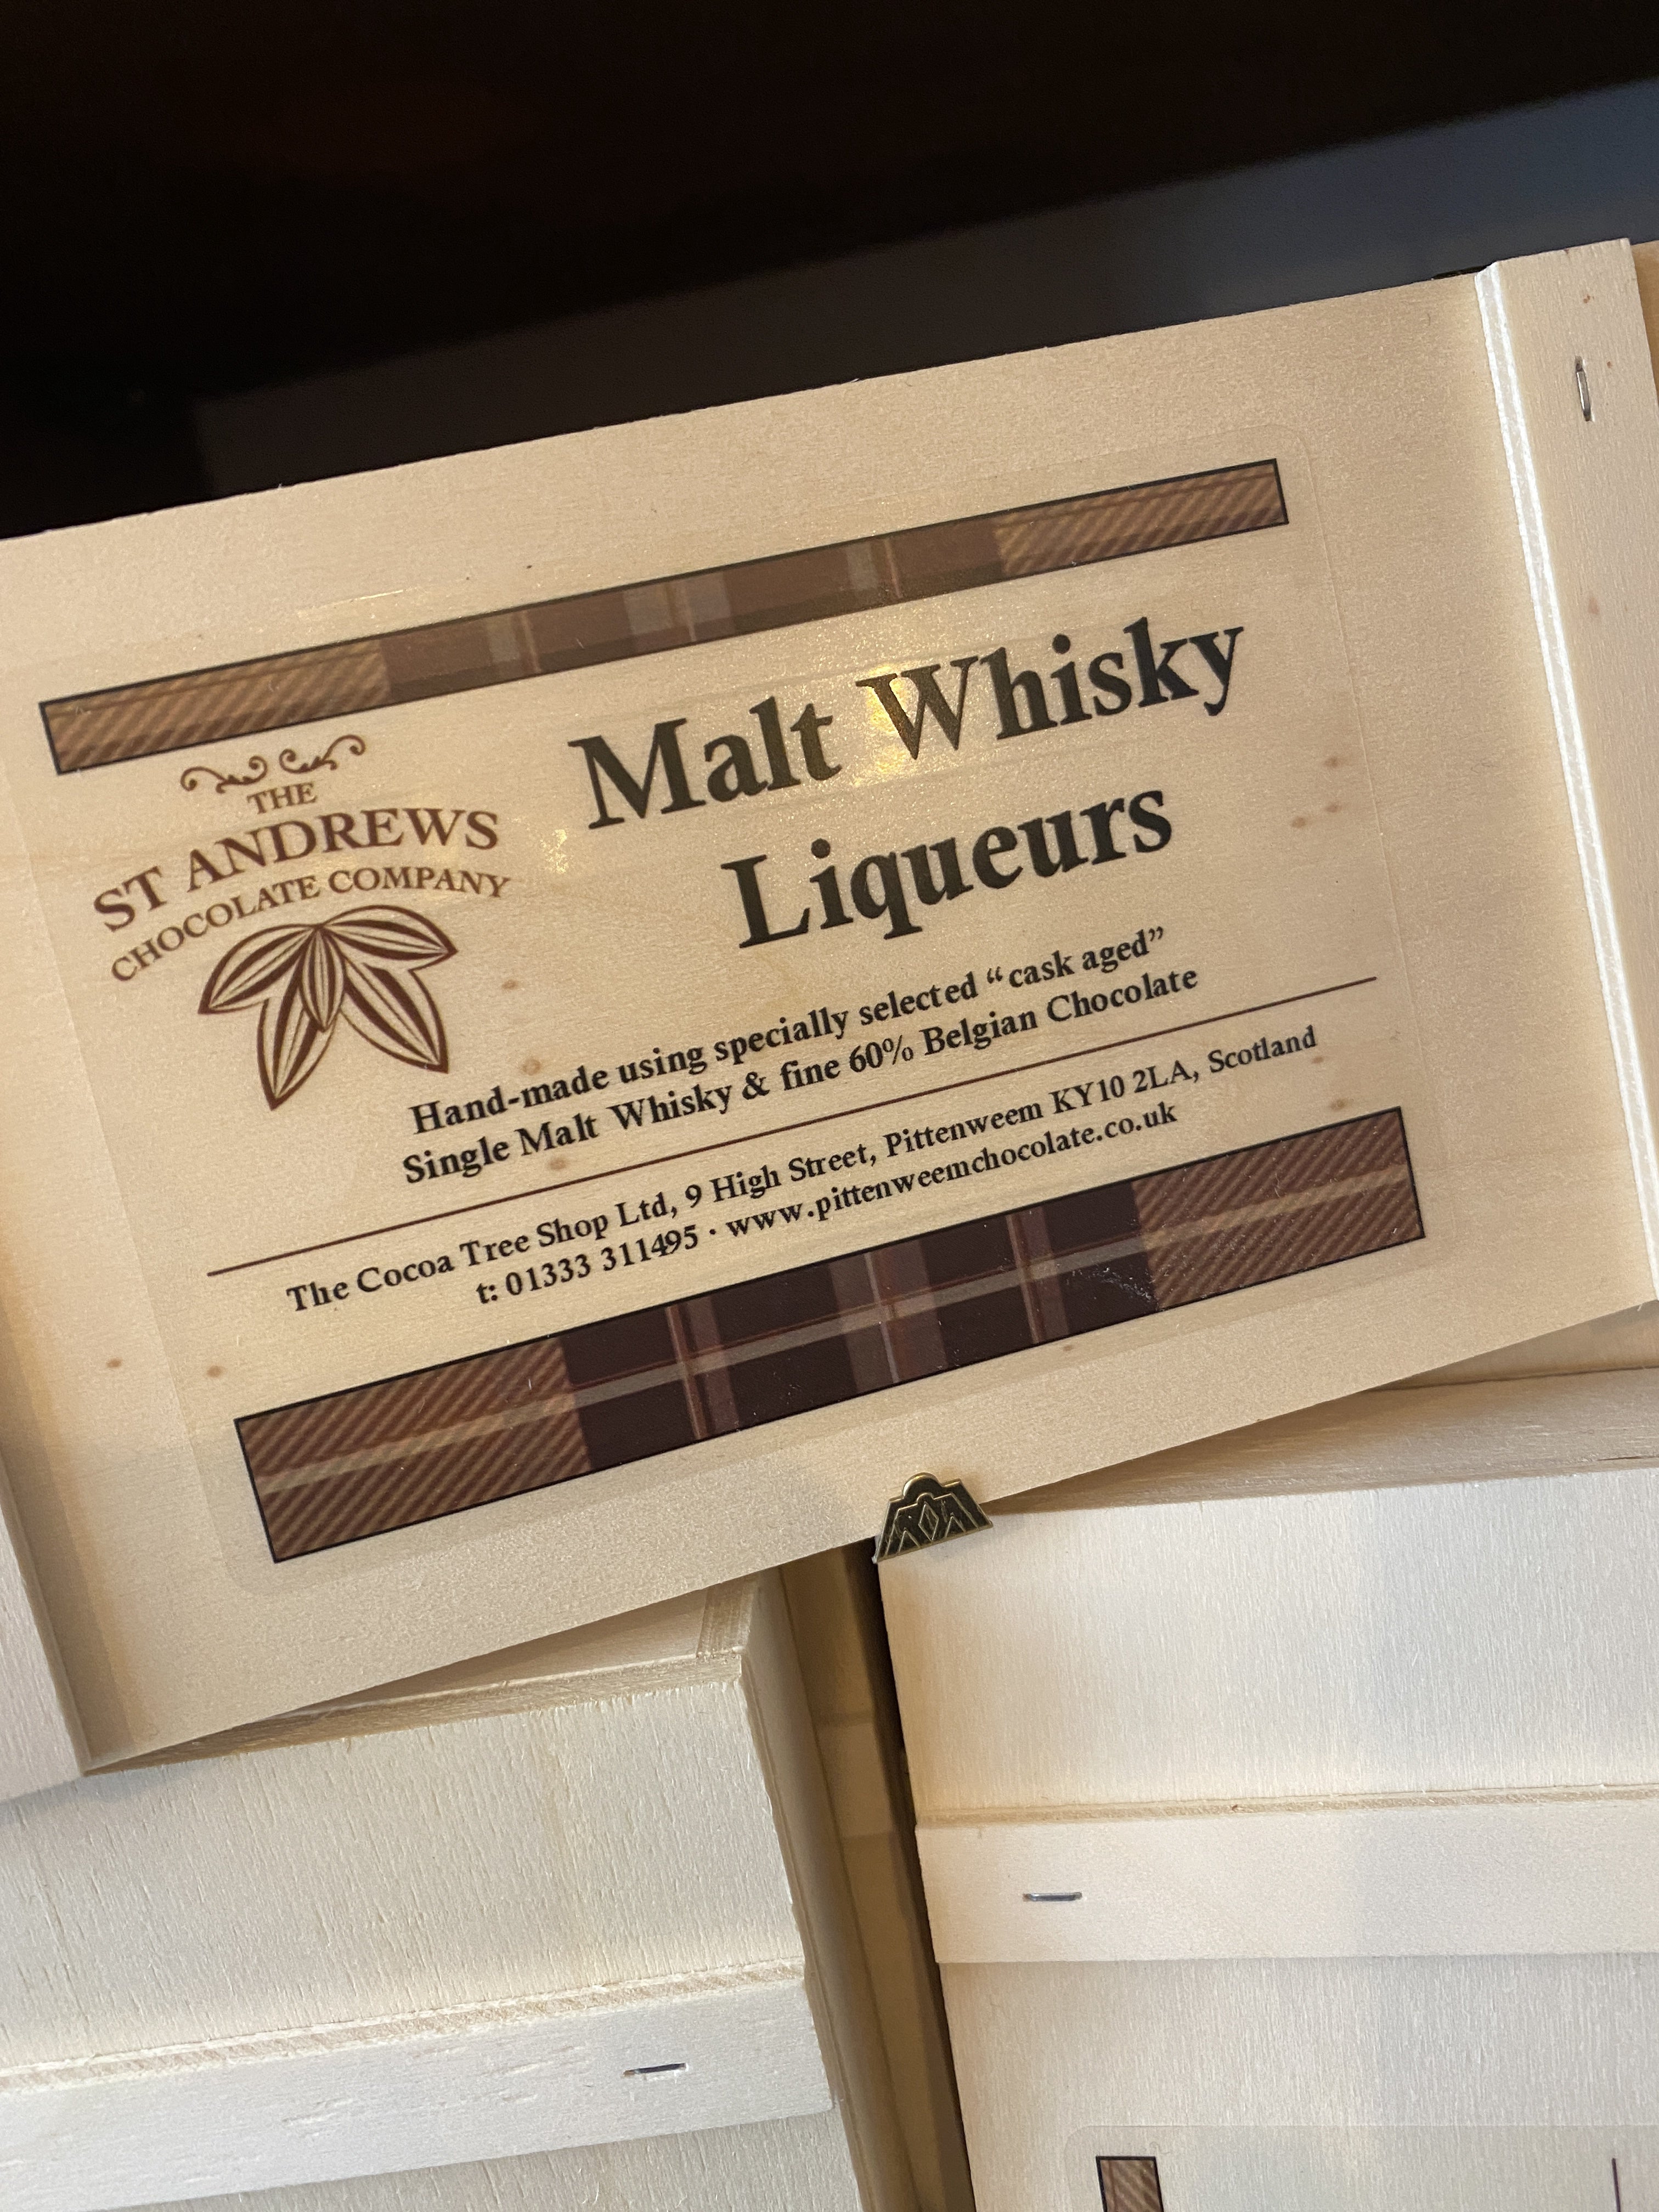 THE
ST ANDREWS
CHOCOLATE COMPANY
Malt Whisky
Liqueurs
Hand-made using specially selected “cask aged”
Single Malt Whisky & fine 60% Belgian Chocolate
The Cocoa Tree Shop Ltd, 9 High Street, Pittenweem KY10 2LA, Scotland
t: 01333 311495 · www.pittenweemchocolate.co.uk